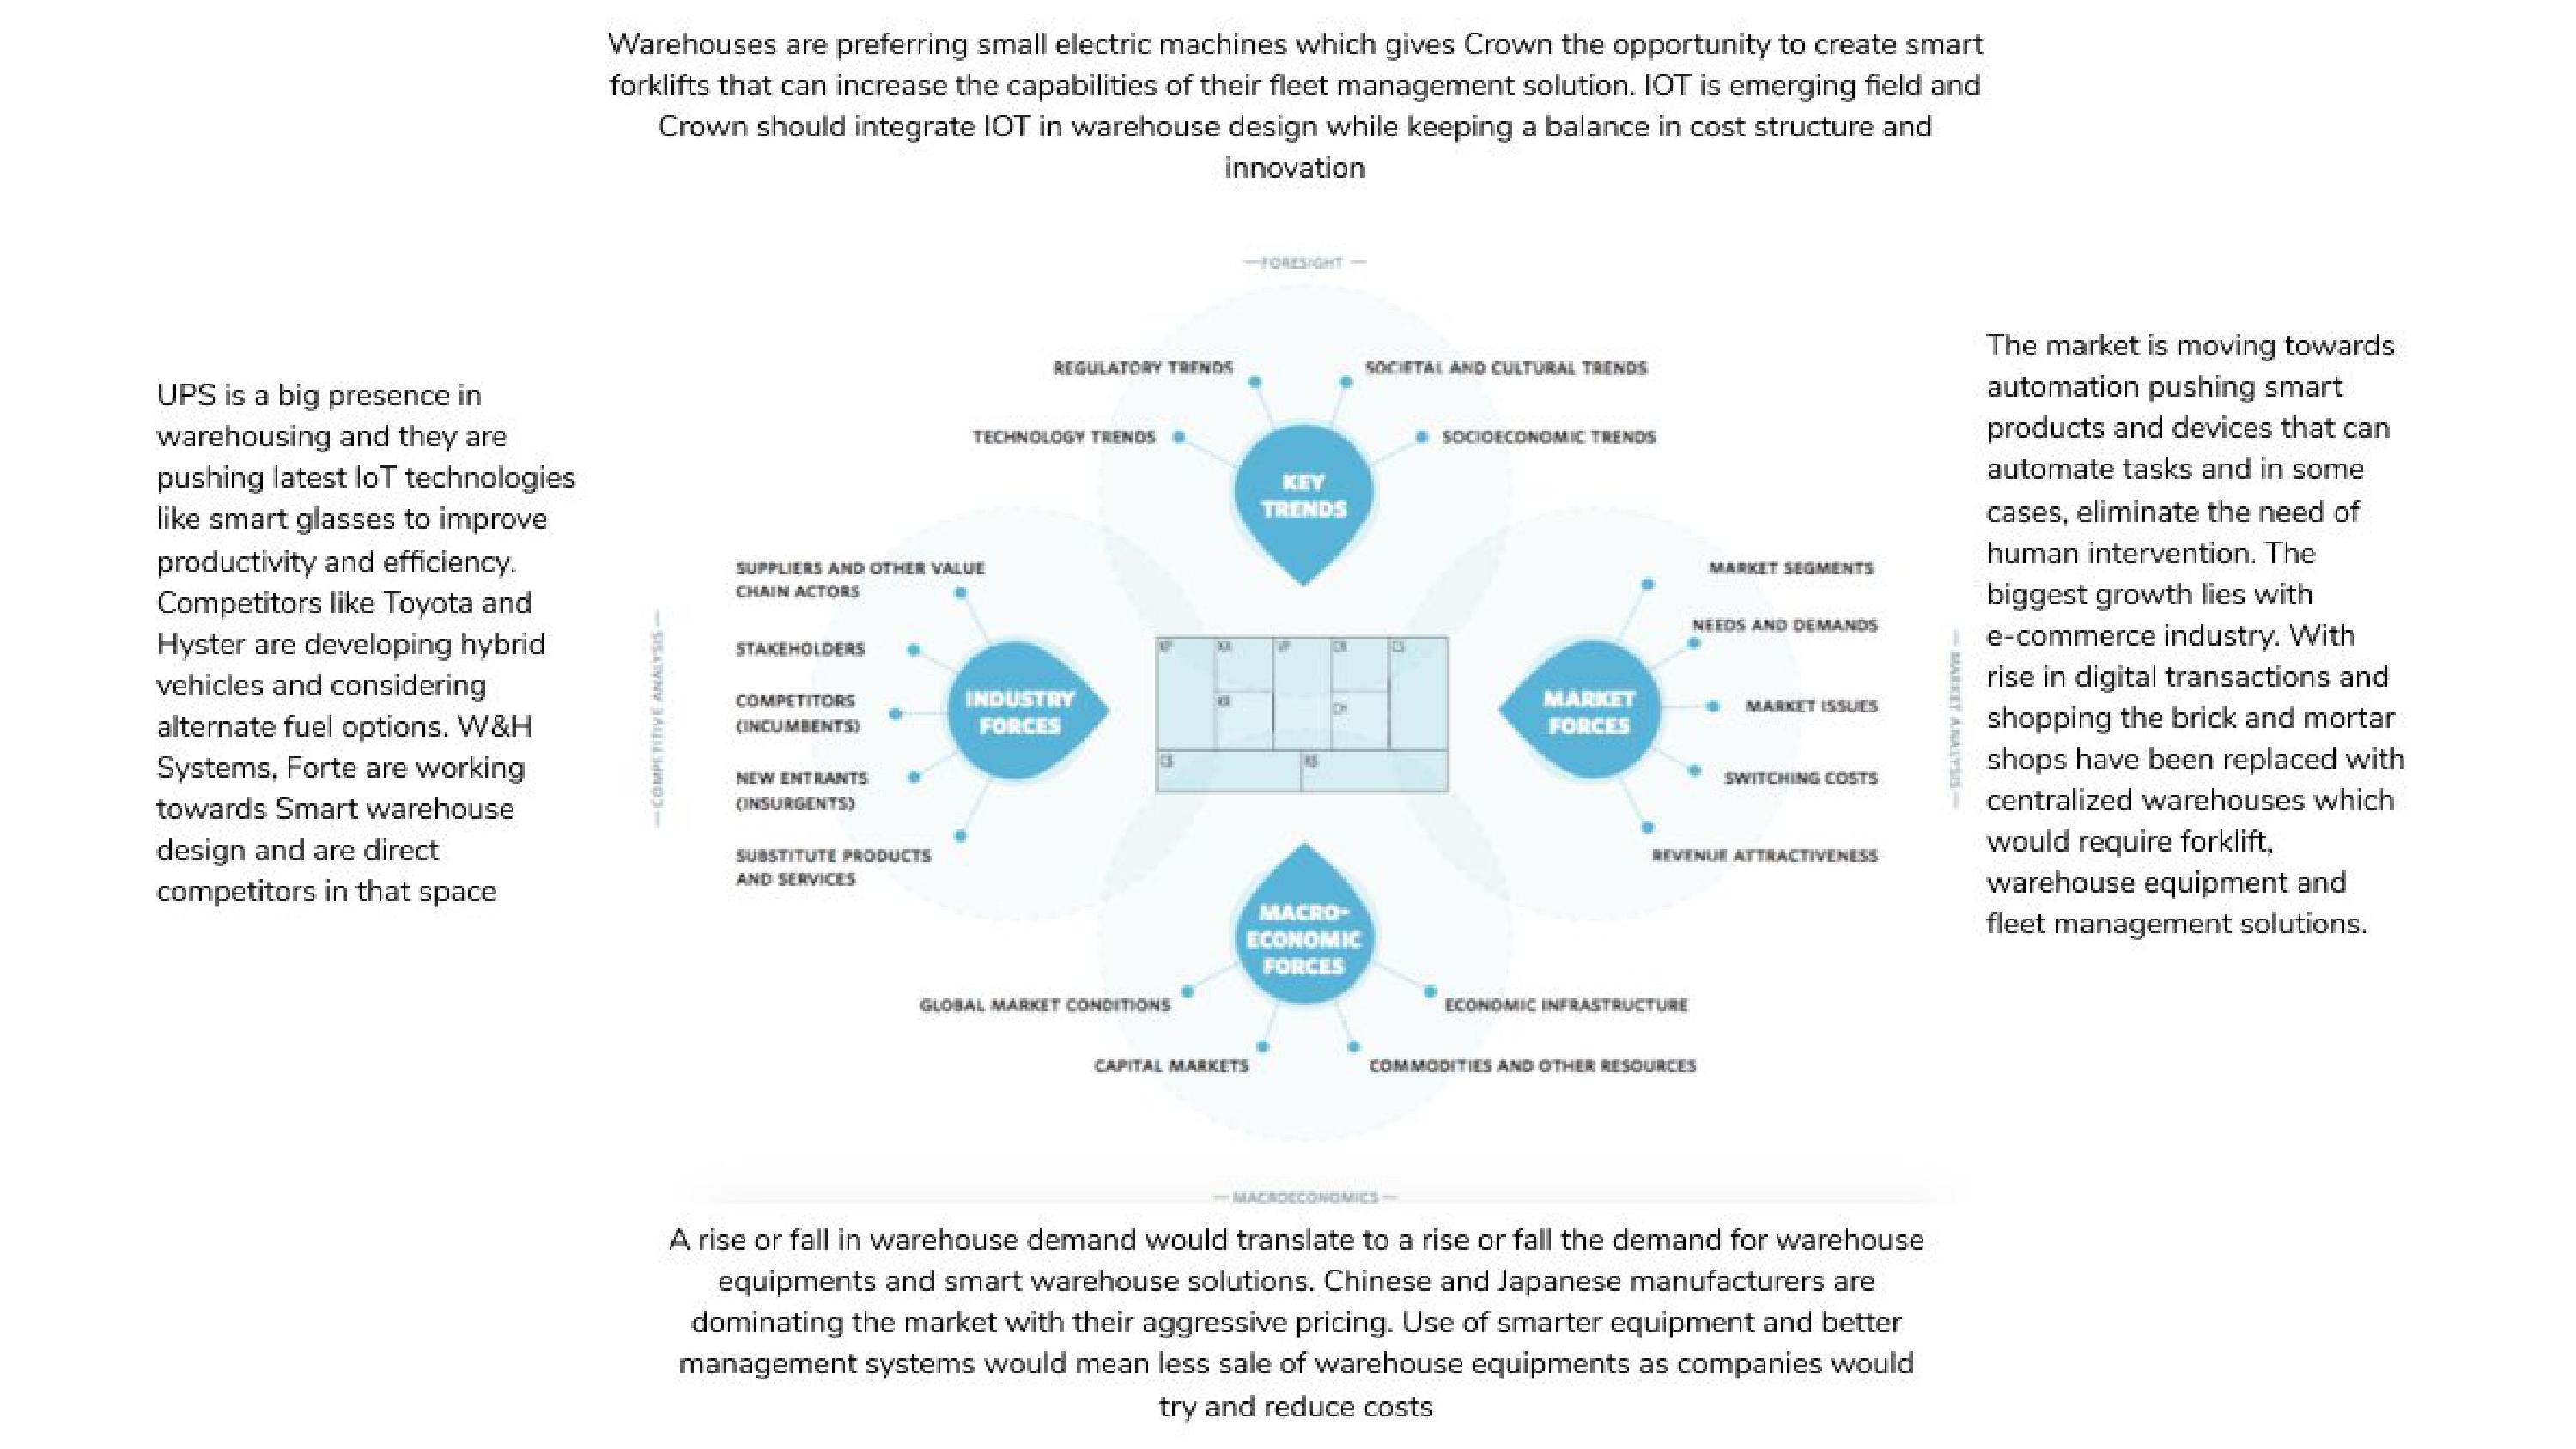 Warehouses are preferring small electric machines which gives Crown the opportunity to create smart
forklifts that can increase the capabilities of their fleet management solution. IOT is emerging field and
Crown should integrate IOT in warehouse design while keeping a balance in cost structure and
innovation
—FORESIGHT —
REGULATORY TRENDS
SOCIETAL AND CULTURAL TRENDS
TECHNOLOGY TRENDS
SOCIOECONOMIC TRENDS
KEY
TRENDS
UPS is a big presence in
warehousing and they are
pushing latest IoT technologies
like smart glasses to improve
productivity and efficiency.
Competitors like Toyota and
Hyster are developing hybrid
vehicles and considering
alternate fuel options. W&H
Systems, Forte are working
towards Smart warehouse
design and are direct
competitors in that space
— COMPETITIVE ANALYSIS —
SUPPLIERS AND OTHER VALUE
CHAIN ACTORS
STAKEHOLDERS
COMPETITORS
(INCUMBENTS)
NEW ENTRANTS
(INSURGENTS)
SUBSTITUTE PRODUCTS
AND SERVICES
INDUSTRY
FORCES
KP
KA
VP
CR
CS
KR
CH
CS
RS
MARKET
FORCES
MARKET SEGMENTS
NEEDS AND DEMANDS
MARKET ISSUES
SWITCHING COSTS
REVENUE ATTRACTIVENESS
— MARKET ANALYSIS —
The market is moving towards
automation pushing smart
products and devices that can
automate tasks and in some
cases, eliminate the need of
human intervention. The
biggest growth lies with
e-commerce industry. With
rise in digital transactions and
shopping the brick and mortar
shops have been replaced with
centralized warehouses which
would require forklift,
warehouse equipment and
fleet management solutions.
MACRO-
ECONOMIC
FORCES
GLOBAL MARKET CONDITIONS
ECONOMIC INFRASTRUCTURE
CAPITAL MARKETS
COMMODITIES AND OTHER RESOURCES
— MACROECONOMICS —
A rise or fall in warehouse demand would translate to a rise or fall the demand for warehouse
equipments and smart warehouse solutions. Chinese and Japanese manufacturers are
dominating the market with their aggressive pricing. Use of smarter equipment and better
management systems would mean less sale of warehouse equipments as companies would
try and reduce costs